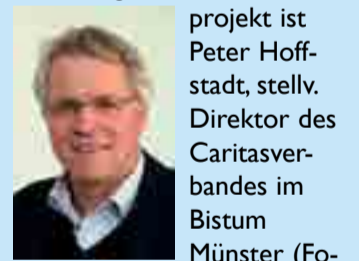 projekt ist
Peter Hoff-
stadt, stellv.
Direktor des
Caritasver-
bandes im
Bistum
Münster (Fo-